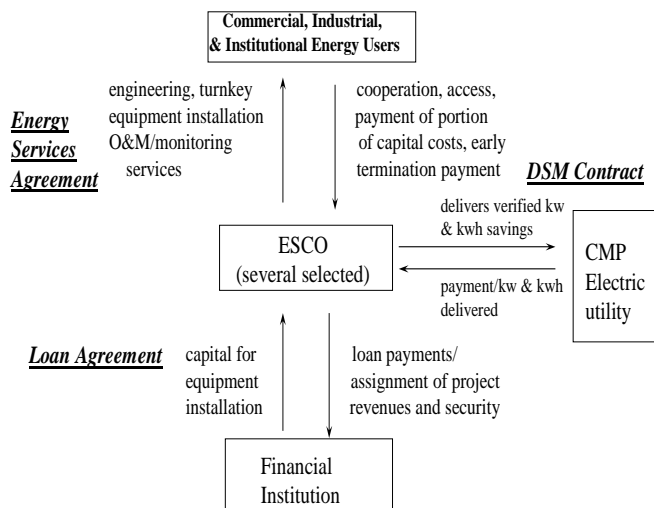 Commercial, Industrial,
& Institutional Energy Users
engineering, turnkey
equipment installation
O&M/monitoring
services
cooperation, access,
payment of portion
of capital costs, early
termination payment
Energy
Services
Agreement
DSM Contract
delivers verified kw
& kwh savings
ESCO
(several selected)
payment/kw & kwh
delivered
CMP
Electric
utility
Loan Agreement
capital for
equipment
installation
loan payments/
assignment of project
revenues and security
Financial
Institution